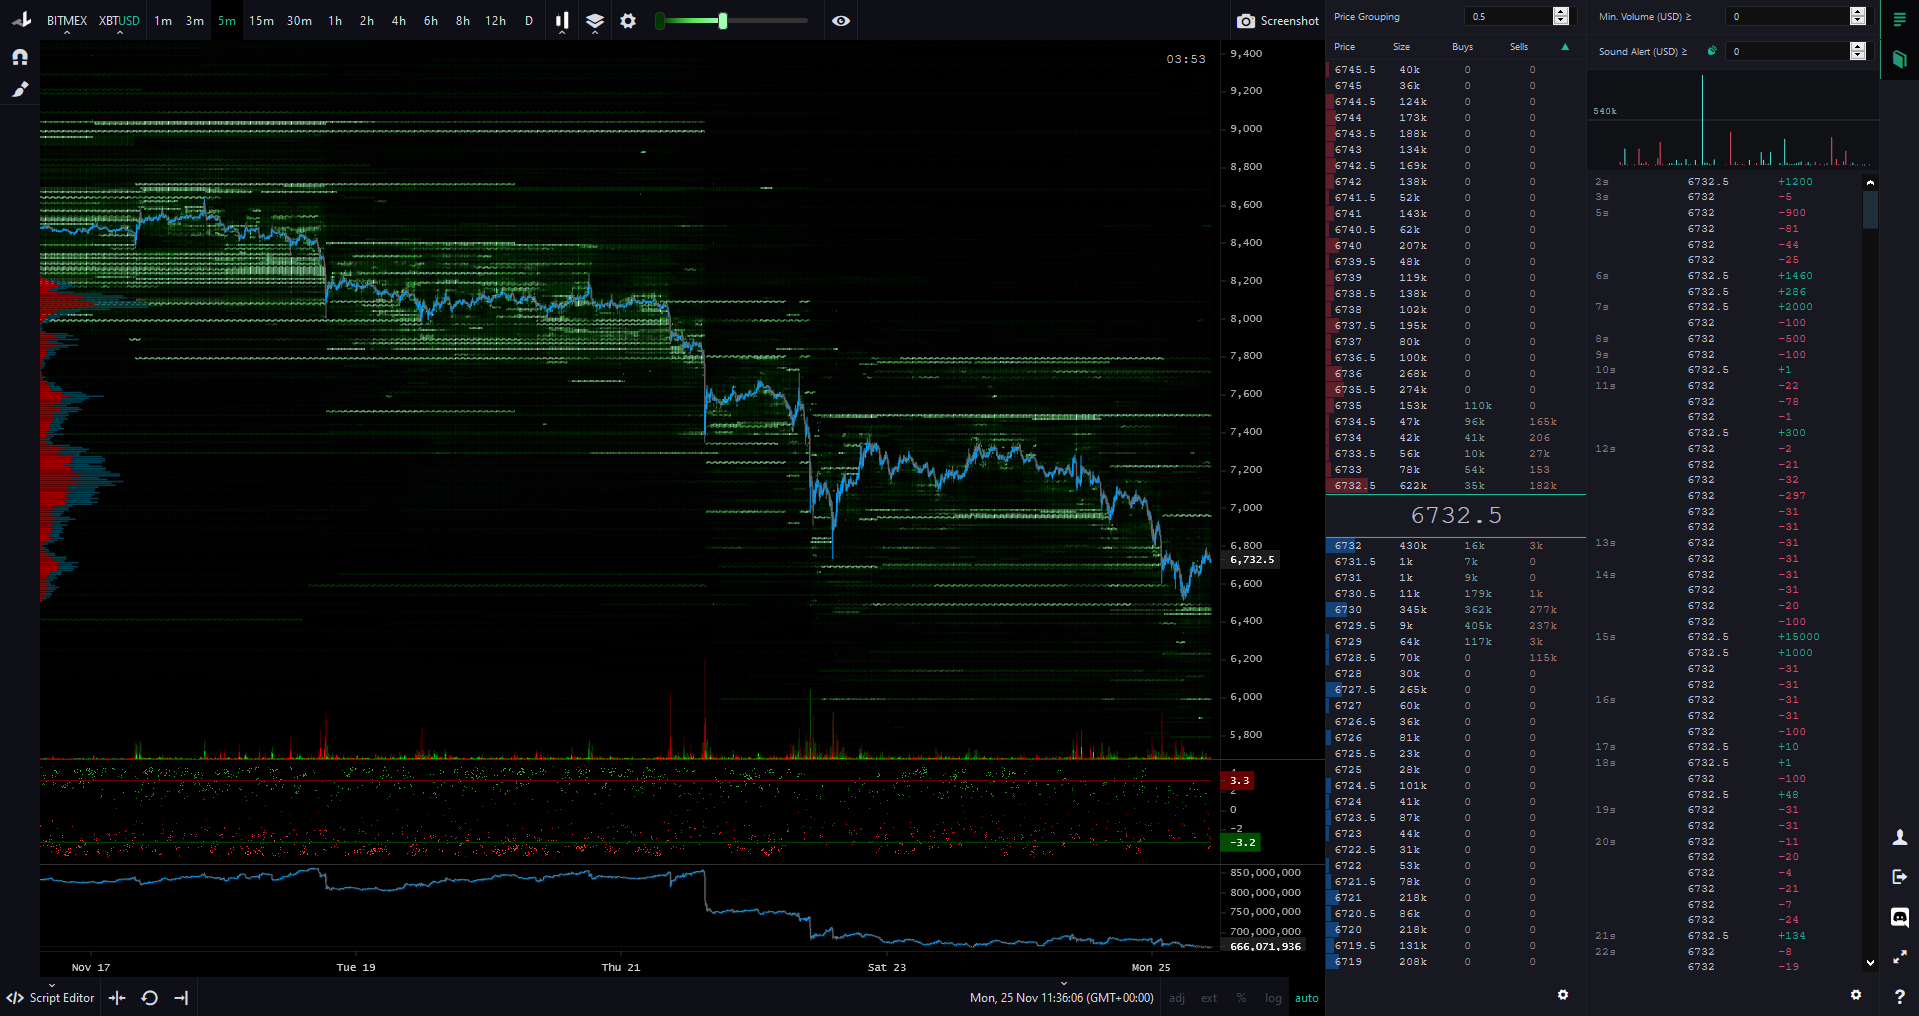 BITMEX XBTUSD 1m 3m 5m 15m 30m 1h 2h 4h 6h 8h 12h D Screenshot
03:53
9,400
9,200
9,000
8,800
8,600
8,400
8,200
8,000
7,800
7,600
7,400
7,200
7,000
6,800
6,732.5
6,600
6,400
6,200
6,000
5,800
3.3
2
0
-2
-3.2
850,000,000
800,000,000
750,000,000
700,000,000
666,071,936
Nov 17 Tue 19 Thu 21 Sat 23 Mon 25
Script Editor Mon, 25 Nov 11:36:06 (GMT+00:00) adj ext % log auto
Price Grouping 0.5
Price Size Buys Sells
6745.5 40k 0 0
6745 36k 0 0
6744.5 124k 0 0
6744 173k 0 0
6743.5 188k 0 0
6743 134k 0 0
6742.5 169k 0 0
6742 138k 0 0
6741.5 52k 0 0
6741 143k 0 0
6740.5 62k 0 0
6740 207k 0 0
6739.5 48k 0 0
6739 119k 0 0
6738.5 138k 0 0
6738 102k 0 0
6737.5 195k 0 0
6737 80k 0 0
6736.5 100k 0 0
6736 268k 0 0
6735.5 274k 0 0
6735 153k 110k 0
6734.5 47k 96k 165k
6734 42k 41k 206
6733.5 56k 10k 27k
6733 78k 54k 153
6732.5 622k 35k 182k
6732.5
6732 430k 16k 3k
6731.5 1k 7k 0
6731 1k 9k 0
6730.5 11k 179k 1k
6730 345k 362k 277k
6729.5 9k 405k 237k
6729 64k 117k 3k
6728.5 70k 0 115k
6728 30k 0 0
6727.5 265k 0 0
6727 60k 0 0
6726.5 36k 0 0
6726 81k 0 0
6725.5 23k 0 0
6725 28k 0 0
6724.5 101k 0 0
6724 41k 0 0
6723.5 87k 0 0
6723 44k 0 0
6722.5 31k 0 0
6722 53k 0 0
6721.5 78k 0 0
6721 218k 0 0
6720.5 86k 0 0
6720 218k 0 0
6719.5 131k 0 0
6719 208k 0 0
Min. Volume (USD) ≥ 0
Sound Alert (USD) ≥ 0
540k
2s 6732.5 +1200
3s 6732 -5
5s 6732 -900
6732 -81
6732 -44
6732 -25
6s 6732.5 +1460
6732.5 +286
7s 6732.5 +2000
6732 -100
8s 6732 -500
9s 6732 -100
10s 6732.5 +1
11s 6732 -22
6732 -78
6732 -1
6732.5 +300
12s 6732 -2
6732 -21
6732 -32
6732 -297
6732 -31
6732 -31
13s 6732 -31
6732 -31
14s 6732 -31
6732 -31
6732 -20
6732 -100
15s 6732.5 +15000
6732.5 +1000
6732 -31
6732 -31
16s 6732 -31
6732 -31
6732 -100
17s 6732.5 +10
18s 6732.5 +1
6732 -100
6732.5 +48
19s 6732 -31
6732 -31
20s 6732 -11
6732 -20
6732 -4
6732 -21
6732 -7
6732 -24
21s 6732.5 +134
22s 6732 -8
6732 -19